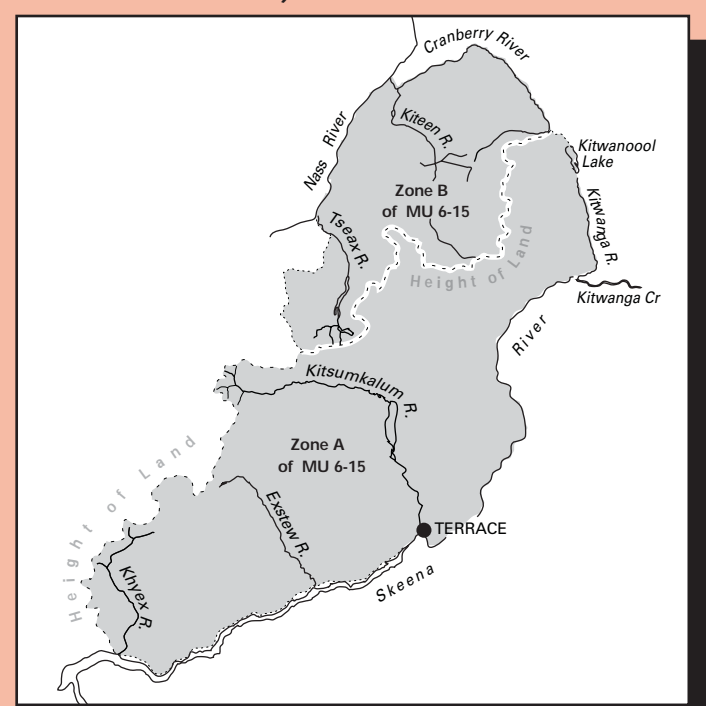 Cranberry River
Nass River
Kiteen R.
Kitwanoool
Lake
Zone B
of MU 6-15
Kitwanga R.
Tseax R.
Height of Land
Kitwanga Cr
River
Kitsumkalum R.
Zone A
of MU 6-15
Height of Land
Exstew R.
TERRACE
Skeena
Khyex R.